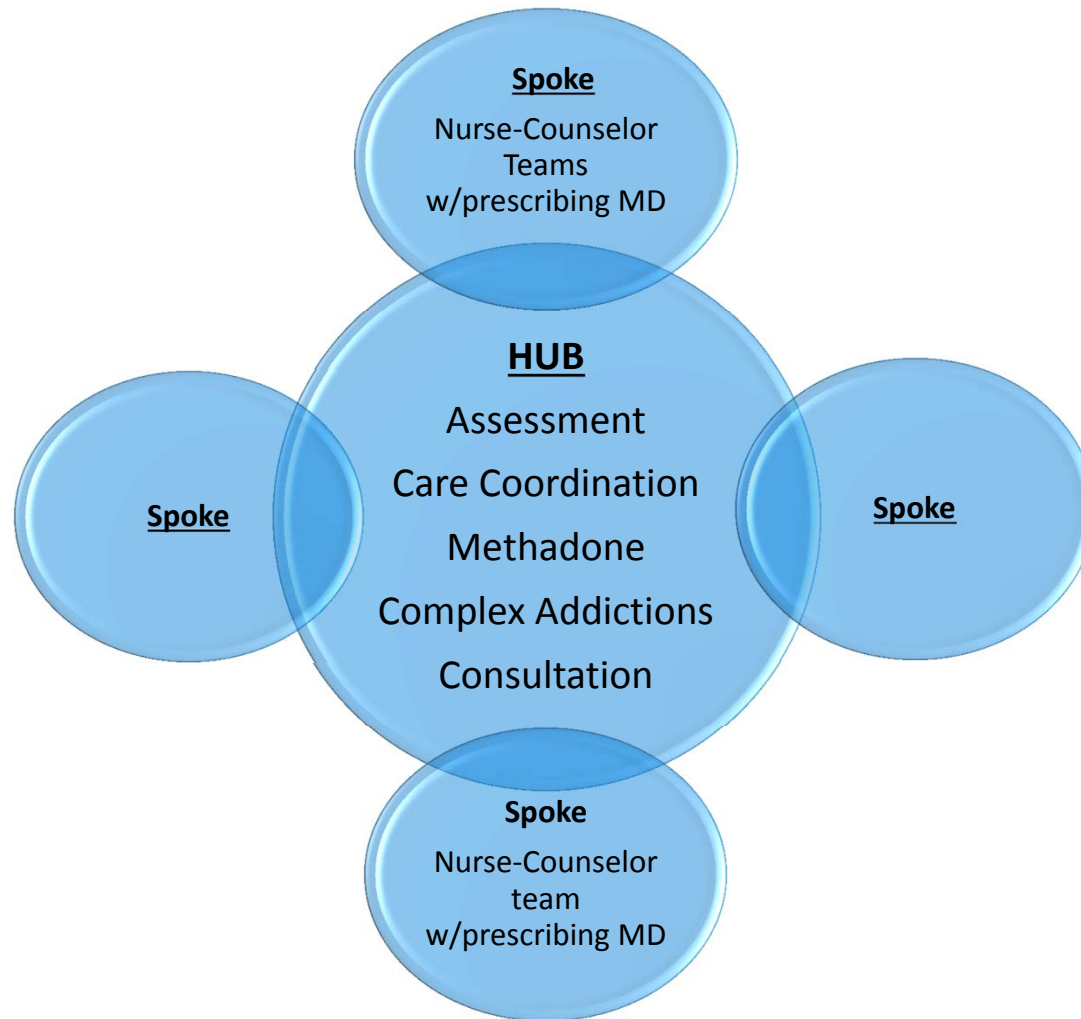 Spoke
Nurse-Counselor
Teams
w/prescribing MD
HUB
Assessment
Care Coordination
Methadone
Complex Addictions
Consultation
Spoke
Spoke
Spoke
Nurse-Counselor
team
w/prescribing MD